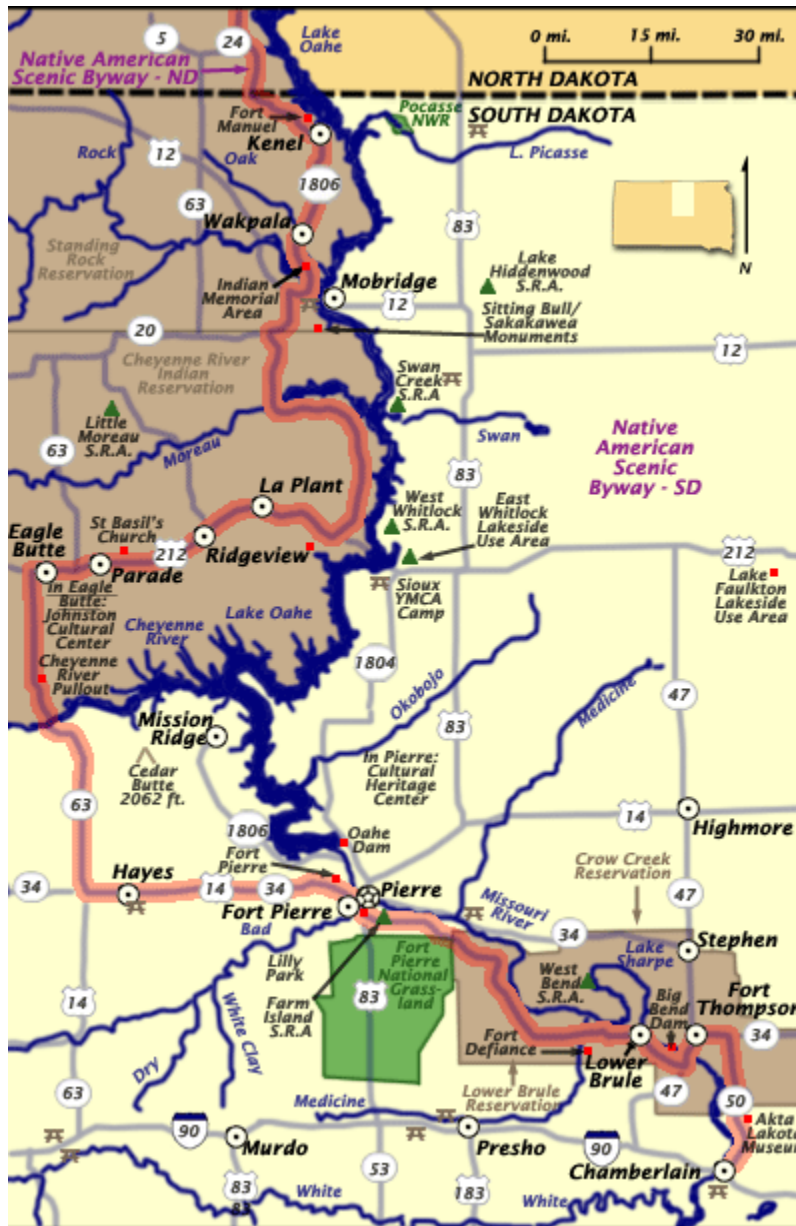 5
24
Lake
Oahe
0 mi.
15 mi.
30 mi.
Native American
Scenic Byway - ND
NORTH DAKOTA
SOUTH DAKOTA
Fort
Manuel
Kenel
Pocasse
NWR
L. Picasse
Rock
12
Oak
63
1806
83
Wakpala
Standing
Rock
Reservation
Indian
Memorial
Area
Mobridge
12
Lake
Hiddenwood
S.R.A.
N
Sitting Bull/
Sakakawea
Monuments
20
12
Cheyenne River
Indian
Reservation
Swan
Creek
S.R.A
Little
Moreau
S.R.A.
63
Moreau
Swan
83
Native
American
Scenic
Byway - SD
La Plant
West
Whitlock
S.R.A.
East
Whitlock
Lakeside
Use Area
Eagle
Butte
St Basil's
Church
212
Ridgeview
212
Parade
In Eagle
Butte:
Johnston
Cultural
Center
Lake Oahe
Sioux
YMCA
Camp
Lake
Faulkton
Lakeside
Use Area
Cheyenne
River
Cheyenne
River
Pullout
1804
Okobojo
Medicine
47
83
Mission
Ridge
Cedar
Butte
2062 ft.
In Pierre:
Cultural
Heritage
Center
63
1806
Oahe
Dam
14
Highmore
Fort
Pierre
Crow Creek
Reservation
34
Hayes
14
34
Pierre
47
Fort Pierre
Missouri
River
Bad
34
Lake
Sharpe
Stephen
Lilly
Park
Fort
Pierre
National
Grass-
land
West
Bend
S.R.A.
Big
Bend
Dam
Fort
Thompson
14
83
Farm
Island
S.R.A
White Clay
Dry
Fort
Defiance
Lower
Brule
34
Lower Brule
Reservation
47
50
63
Medicine
Akta
Lakota
Museum
90
Murdo
Presho
90
Chamberlain
83
53
183
White
White
83